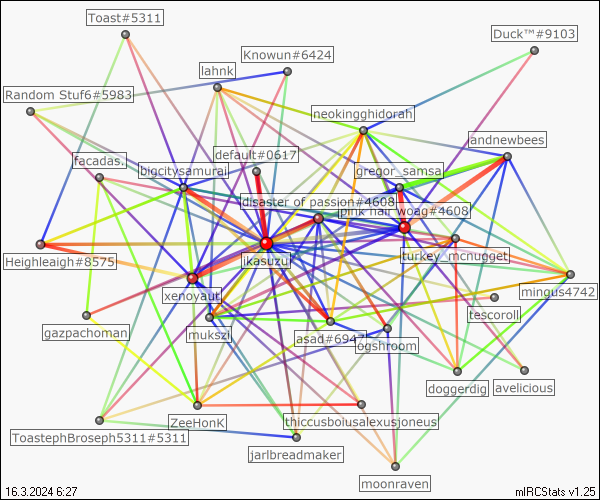 Toast#5311
Duck™#9103
Knowun#6424
lahnk
Random Stuf6#5983
neokingghidorah
andnewbees
default#0617
facadas.
bigcitysamurai
gregor_samsa
disaster of passion#4608
pink hair woag#4608
Heighleaigh#8575
ikasuzu
turkey_mcnugget
xenoyaut
mingus4742
tescoroll
gazpachoman
mukszi
asad#6947
ogshroom
doggerdig
avelicious
ZeeHonK
thiccusboiusalexusjoneus
ToastephBroseph5311#5311
jarlbreadmaker
moonraven
16.3.2024 6:27
mIRCStats v1.25